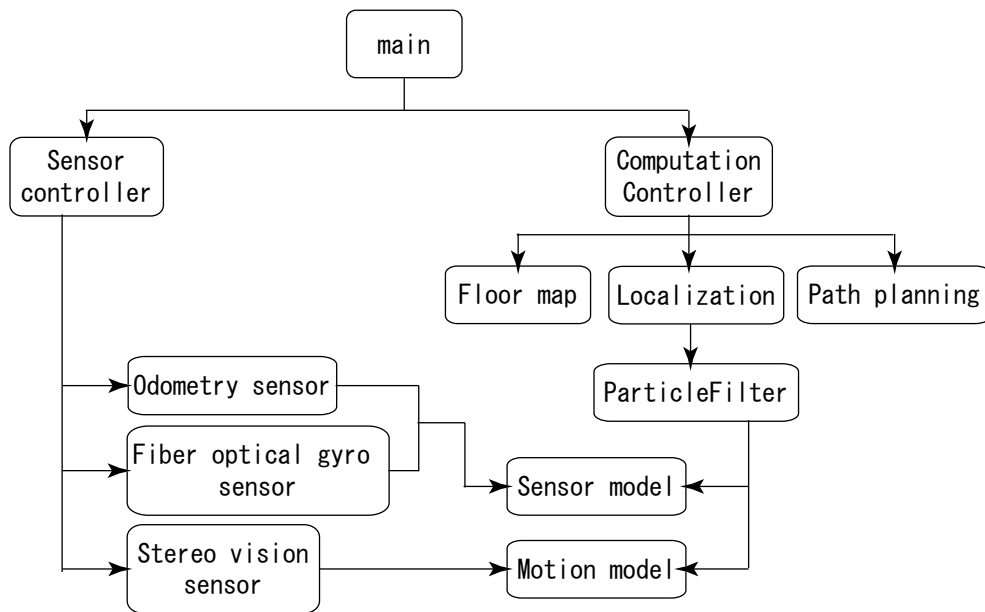 main
Sensor
controller
Computation
Controller
Floor map
Localization
Path planning
Odometry sensor
ParticleFilter
Fiber optical gyro
sensor
Sensor model
Stereo vision
sensor
Motion model